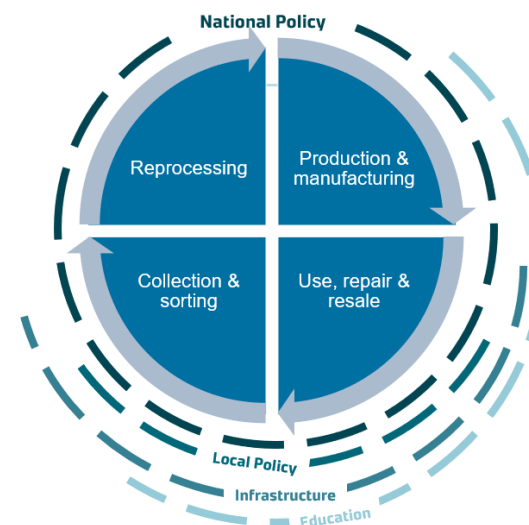 National Policy
Reprocessing
Production &
manufacturing
Collection &
sorting
Use, repair &
resale
Local Policy
Infrastructure
Education